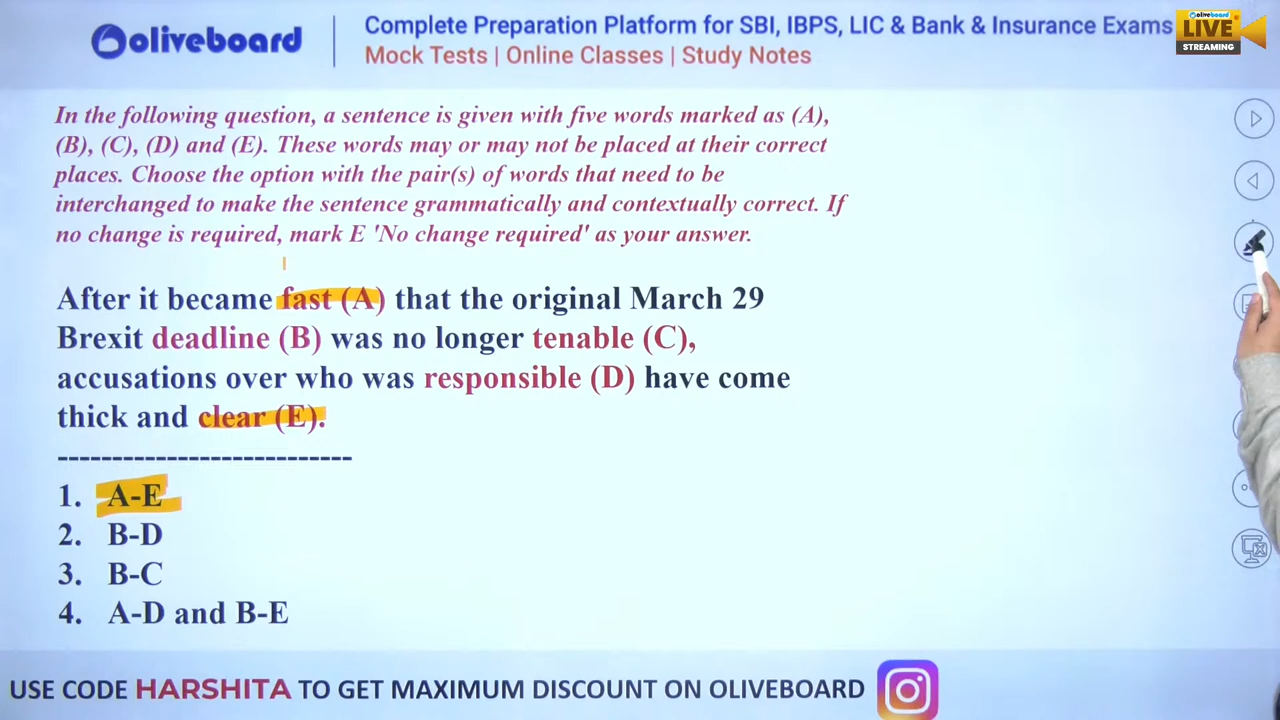 oliveboard
Complete Preparation Platform for SBI, IBPS, LIC & Bank & Insurance Exams
Mock Tests | Online Classes | Study Notes
oliveboard
LIVE
STREAMING
In the following question, a sentence is given with five words marked as (A),
(B), (C), (D) and (E). These words may or may not be placed at their correct
places. Choose the option with the pair(s) of words that need to be
interchanged to make the sentence grammatically and contextually correct. If
no change is required, mark E 'No change required' as your answer.
After it became fast (A) that the original March 29
Brexit deadline (B) was no longer tenable (C),
accusations over who was responsible (D) have come
thick and clear (E).
---------------------------
1. A-E
2. B-D
3. B-C
4. A-D and B-E
USE CODE HARSHITA TO GET MAXIMUM DISCOUNT ON OLIVEBOARD